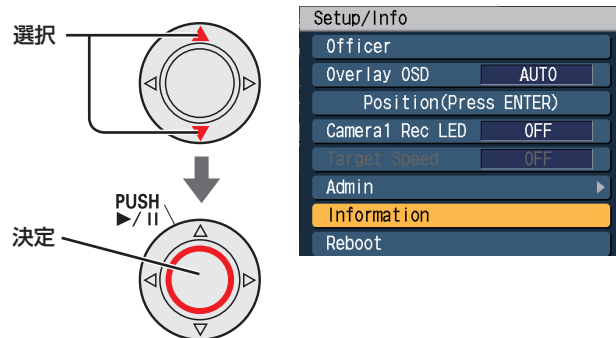 選択
PUSH
▶/II
決定
Setup/Info
Officer
Overlay OSD AUTO
Position(Press ENTER)
Camera1 Rec LED OFF
Target Speed OFF
Admin
Information
Reboot